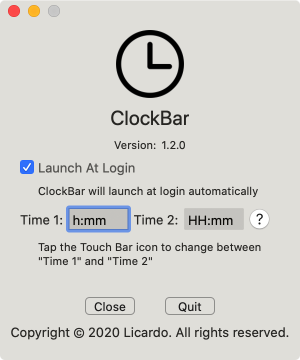 ClockBar
Version: 1.2.0
Launch At Login
ClockBar will launch at login automatically
Time 1: h:mm Time 2: HH:mm ?
Tap the Touch Bar icon to change between
"Time 1" and "Time 2"
Close Quit
Copyright © 2020 Licardo. All rights reserved.